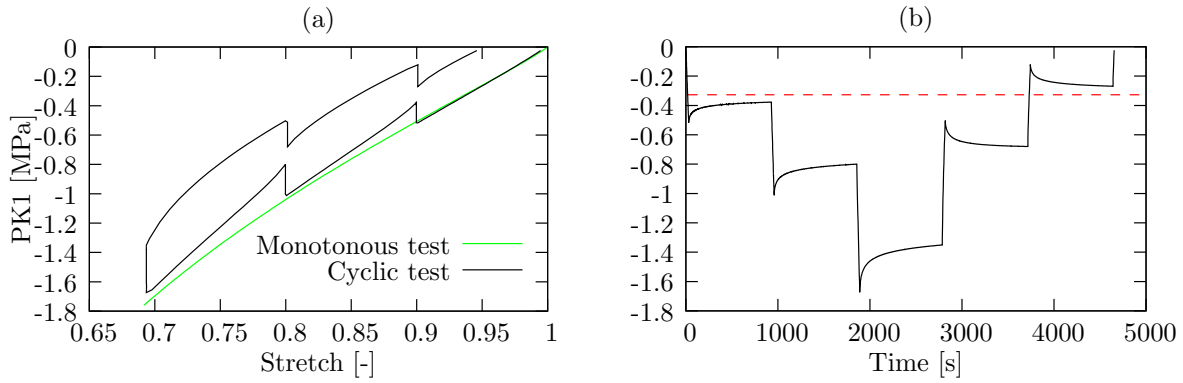 (a)
PK1 [MPa]
0
-0.2
-0.4
-0.6
-0.8
-1
-1.2
-1.4
-1.6
-1.8
Monotonous test
Cyclic test
0.65 0.7 0.75 0.8 0.85 0.9 0.95 1
Stretch [-]
(b)
0
-0.2
-0.4
-0.6
-0.8
-1
-1.2
-1.4
-1.6
-1.8
0 1000 2000 3000 4000 5000
Time [s]